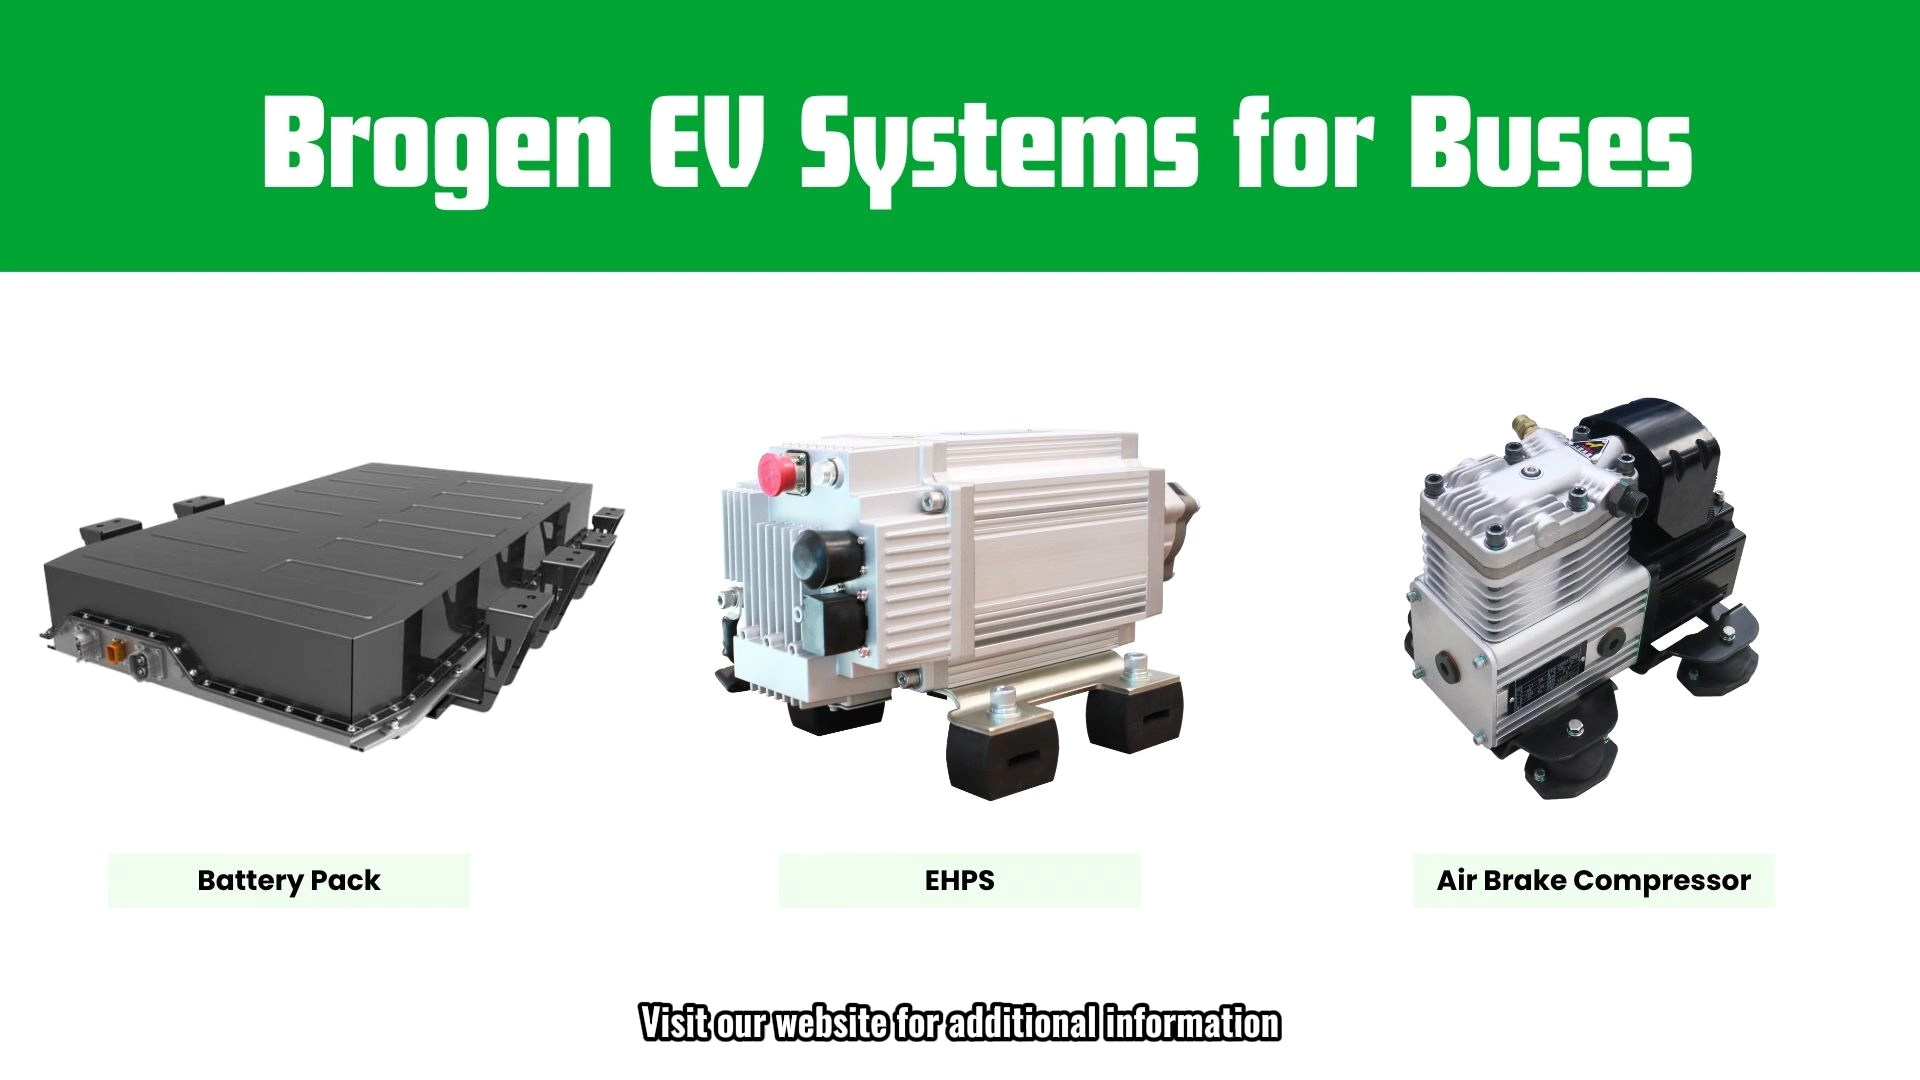 Brogen EV Systems for Buses
Battery Pack
EHPS
Air Brake Compressor
Visit our website for additional information